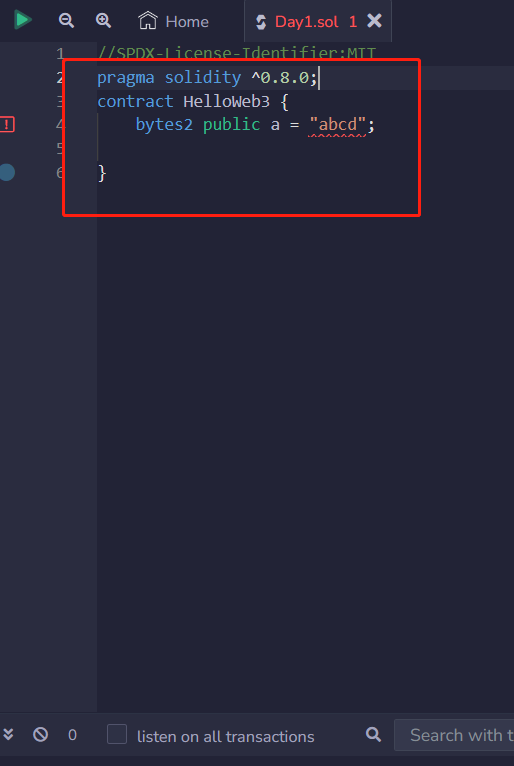 Home
Day1.sol 1
1 //SPDX-License-Identifier:MIT
2 pragma solidity ^0.8.0;
3 contract HelloWeb3 {
4 bytes2 public a = "abcd";
5
6 }
0 listen on all transactions
Search with t